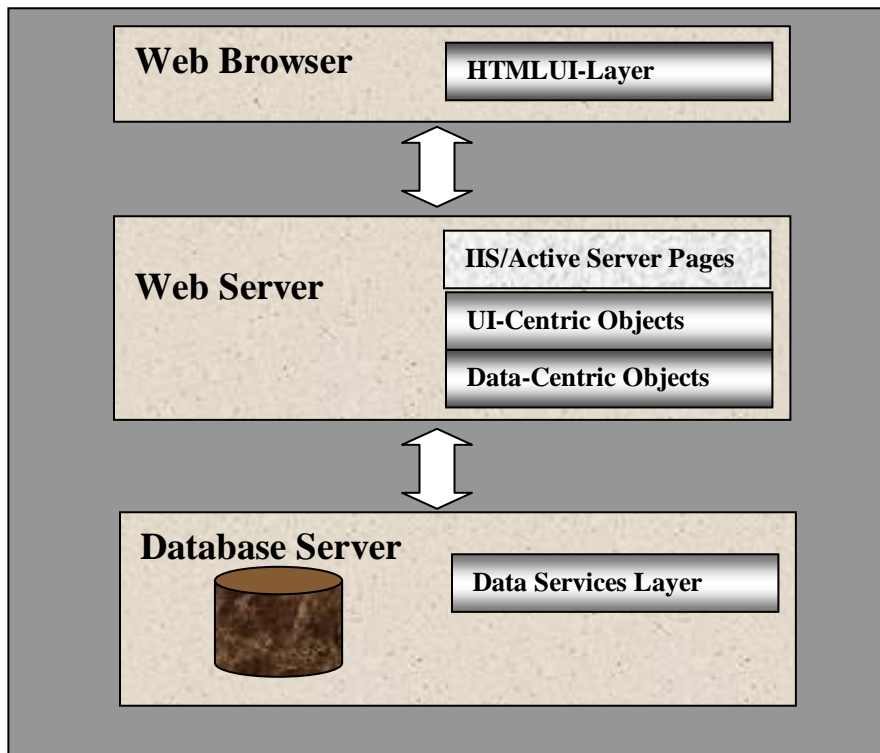 Web Browser
HTMLUI-Layer
Web Server
IIS/Active Server Pages
UI-Centric Objects
Data-Centric Objects
Database Server
Data Services Layer